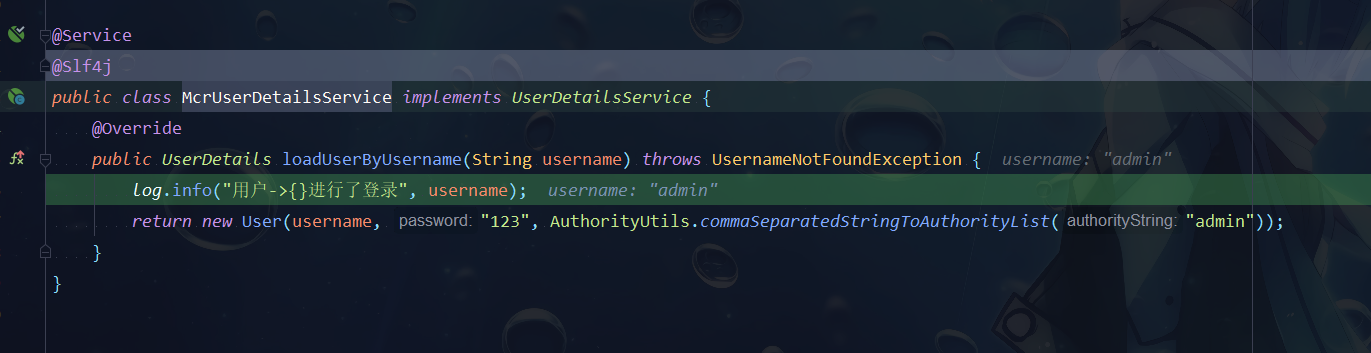 @Service
@Slf4j
public class McrUserDetailsService implements UserDetailsService {
@Override
public UserDetails loadUserByUsername(String username) throws UsernameNotFoundException { username: "admin"
log.info("用户->{}进行了登录", username); username: "admin"
return new User(username, password: "123", AuthorityUtils.commaSeparatedStringToAuthorityList( authorityString: "admin"));
}
}